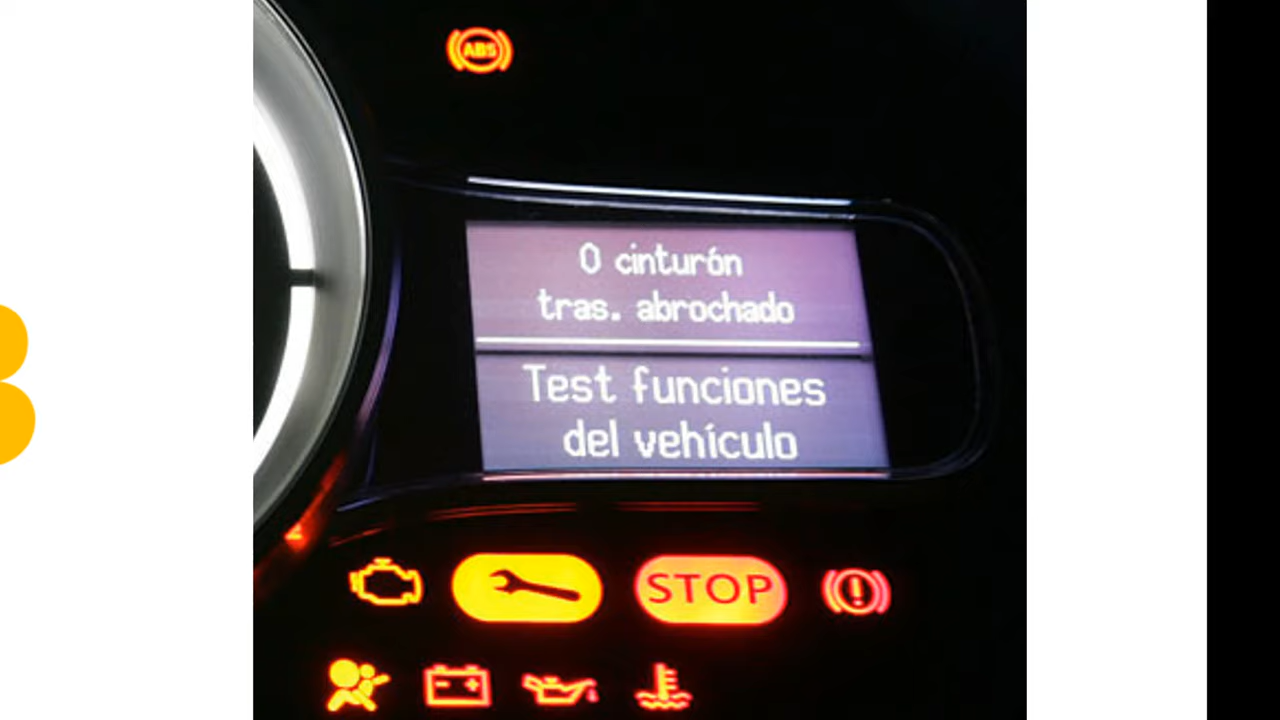 ABS
0 cinturón
tras. abrochado
Test funciones
del vehículo
STOP